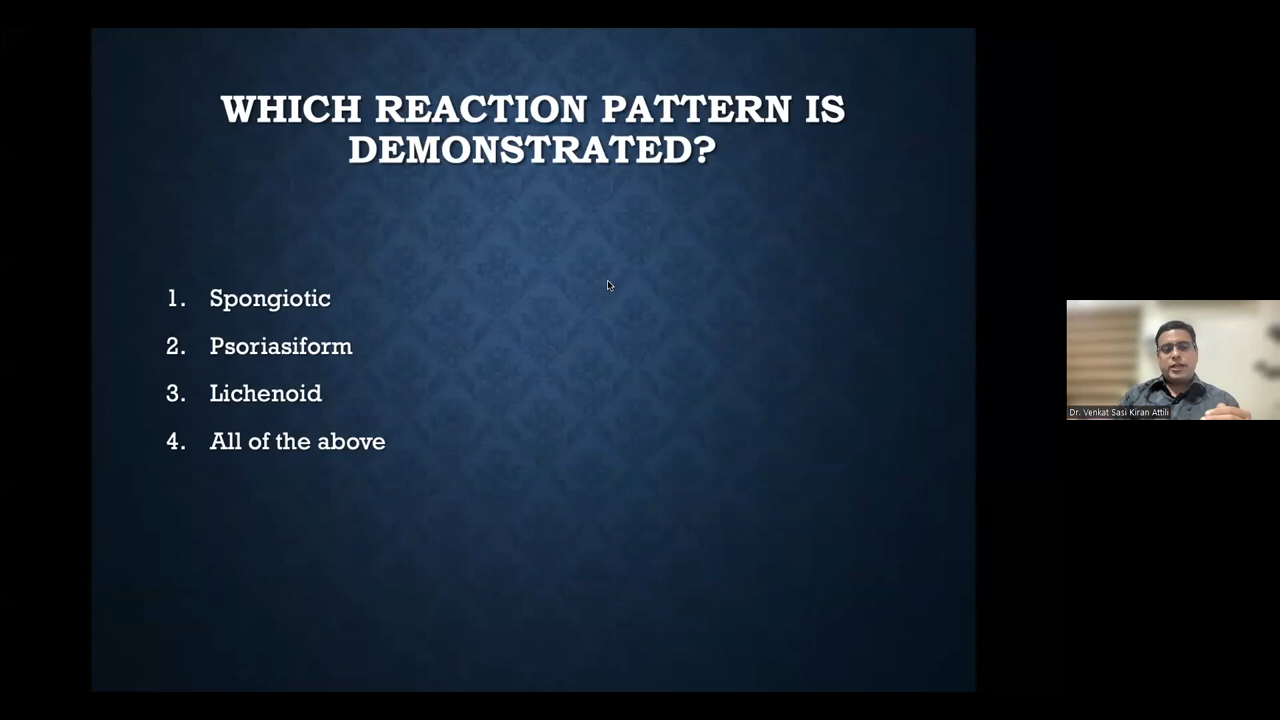 WHICH REACTION PATTERN IS
DEMONSTRATED?
1. Spongiotic
2. Psoriasiform
3. Lichenoid
4. All of the above
Dr. Venkat Sasi Kiran Attili